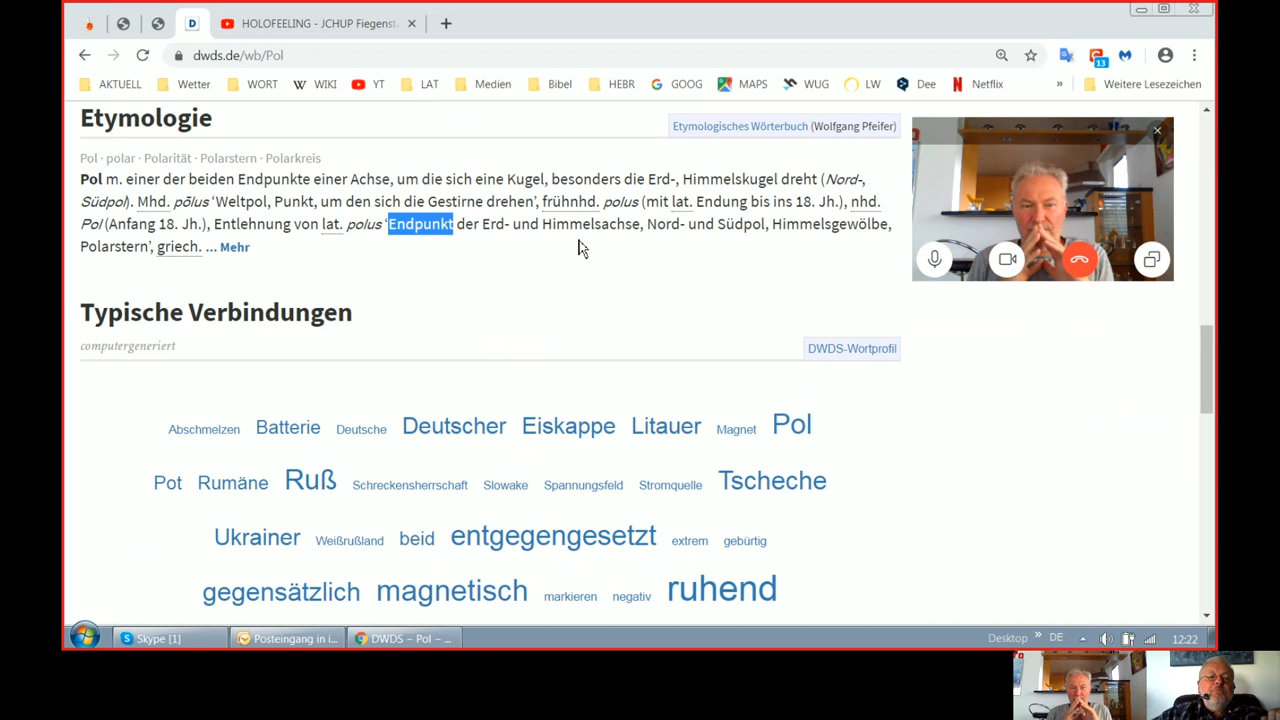 D HOLOFEELING - JCHUP Fiegenst
dwds.de/wb/Pol
13
AKTUELL Wetter WORT WIKI YT LAT Medien Bibel HEBR GOOG MAPS WUG LW Dee Netflix » Weitere Lesezeichen
Etymologie
Etymologisches Wörterbuch (Wolfgang Pfeifer)
Pol · polar · Polarität · Polarstern · Polarkreis
Pol m. einer der beiden Endpunkte einer Achse, um die sich eine Kugel, besonders die Erd-, Himmelskugel dreht (Nord-,
Südpol). Mhd. pōlus ‘Weltpol, Punkt, um den sich die Gestirne drehen’, frühnhd. polus (mit lat. Endung bis ins 18. Jh.), nhd.
Pol (Anfang 18. Jh.), Entlehnung von lat. polus ‘Endpunkt der Erd- und Himmelsachse, Nord- und Südpol, Himmelsgewölbe,
Polarstern’, griech. ... Mehr
Typische Verbindungen
computergeneriert
DWDS-Wortprofil
Abschmelzen Batterie Deutsche Deutscher Eiskappe Litauer Magnet Pol
Pot Rumäne Ruß Schreckensherrschaft Slowake Spannungsfeld Stromquelle Tscheche
Ukrainer Weißrußland beid entgegengesetzt extrem gebürtig
gegensätzlich magnetisch markieren negativ ruhend
Skype [1] Posteingang in i... DWDS – Pol – ... Desktop » DE 12:22